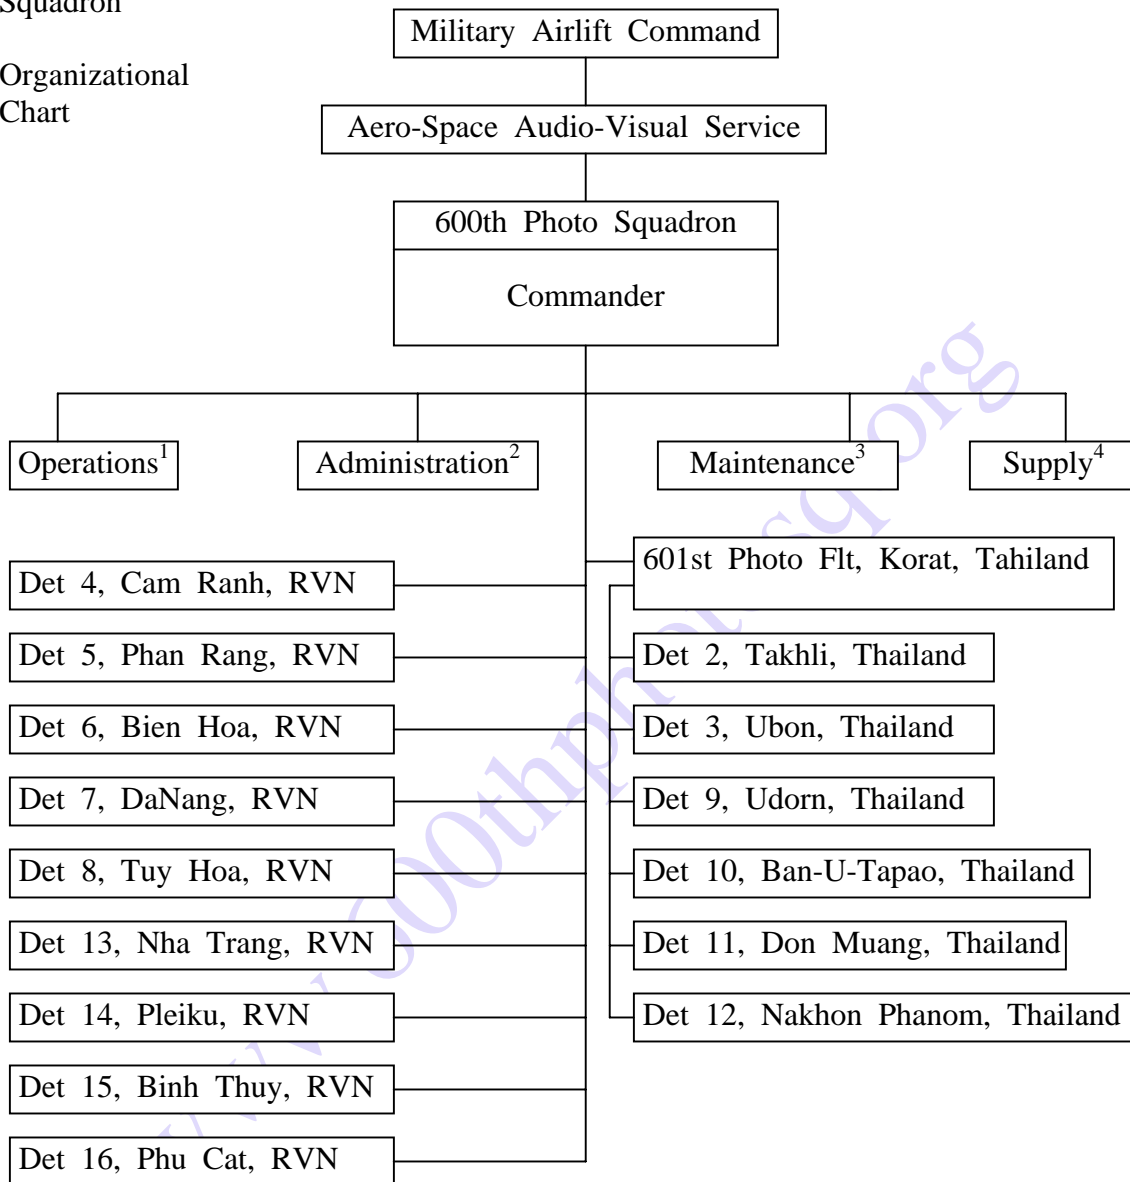 Squadron
Organizational
Chart
Military Airlift Command
Aero-Space Audio-Visual Service
600th Photo Squadron
Commander
Operations1
Administration2
Maintenance3
Supply4
Det 4, Cam Ranh, RVN
Det 5, Phan Rang, RVN
Det 6, Bien Hoa, RVN
Det 7, DaNang, RVN
Det 8, Tuy Hoa, RVN
Det 13, Nha Trang, RVN
Det 14, Pleiku, RVN
Det 15, Binh Thuy, RVN
Det 16, Phu Cat, RVN
601st Photo Flt, Korat, Tahiland
Det 2, Takhli, Thailand
Det 3, Ubon, Thailand
Det 9, Udorn, Thailand
Det 10, Ban-U-Tapao, Thailand
Det 11, Don Muang, Thailand
Det 12, Nakhon Phanom, Thailand
www.600thphotosq.org